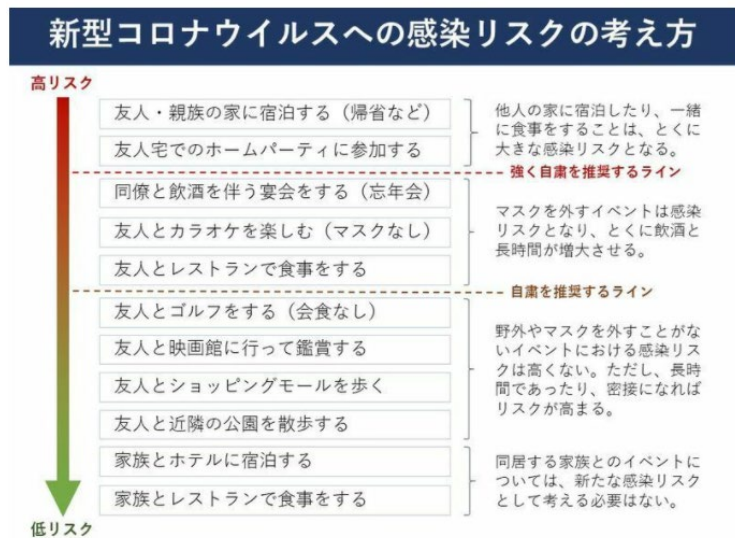 新型コロナウイルスへの感染リスクの考え方
高リスク
友人・親族の家に宿泊する（帰省など）
友人宅でのホームパーティに参加する
他人の家に宿泊したり、一緒
に食事をすることは、とくに
大きな感染リスクとなる。
強く自粛を推奨するライン
同僚と飲酒を伴う宴会をする（忘年会）
友人とカラオケを楽しむ（マスクなし）
友人とレストランで食事をする
マスクを外すイベントは感染
リスクとなり、とくに飲酒と
長時間が増大させる。
自粛を推奨するライン
友人とゴルフをする（会食なし）
友人と映画館に行って鑑賞する
友人とショッピングモールを歩く
友人と近隣の公園を散歩する
野外やマスクを外すことがな
いイベントにおける感染リスク
は高くない。ただし、長時
間であったり、密接になれば
リスクが高まる。
家族とホテルに宿泊する
家族とレストランで食事をする
同居する家族とのイベントに
ついては、新たな感染リスク
として考える必要はない。
低リスク